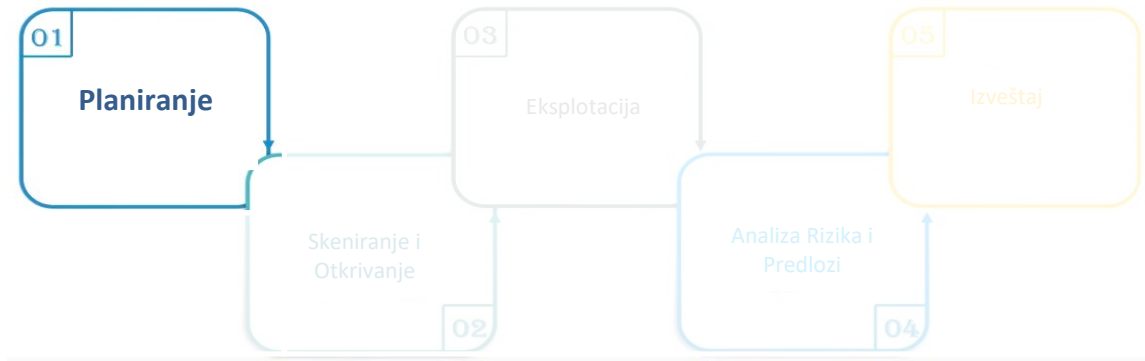 01
Planiranje
Skeniranje i
Otkrivanje
02
03
Eksplotacija
Analiza Rizika i
Predlozi
04
05
Izveštaj